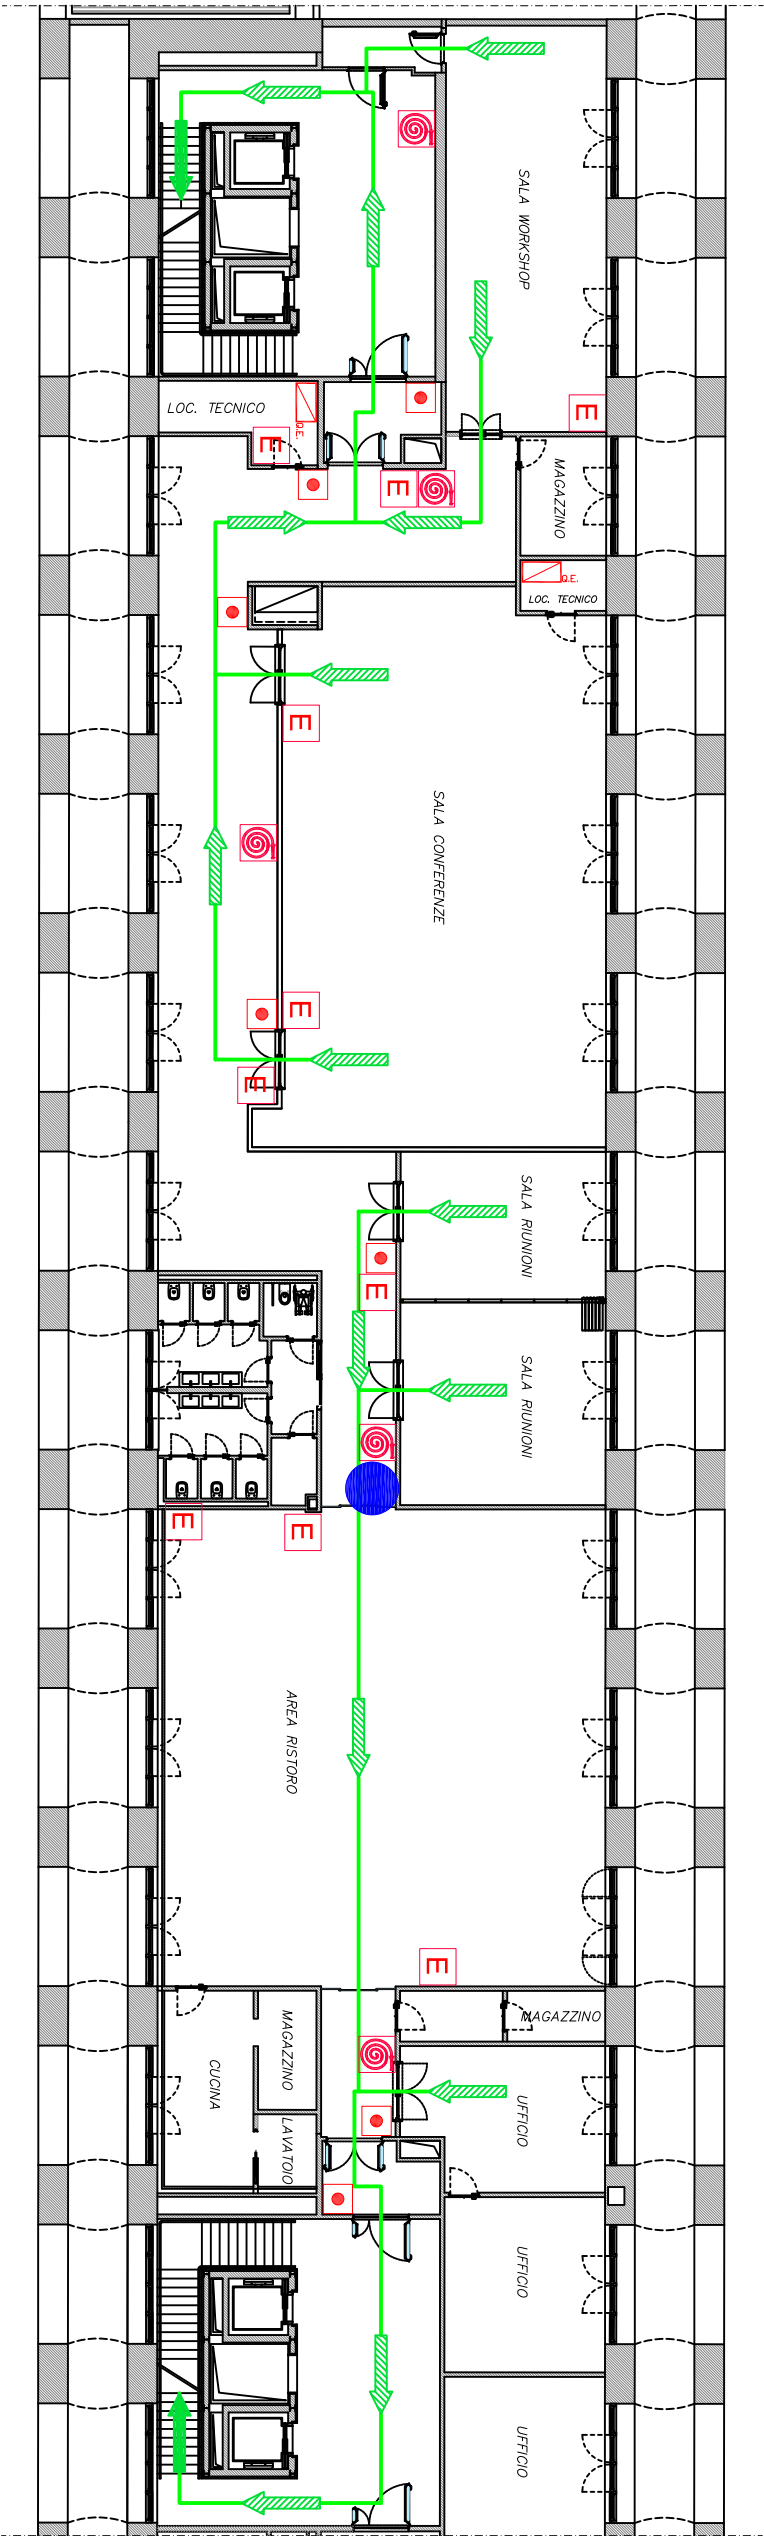 SALA WORKSHOP
E
LOC. TECNICO
Q.E.
E
E
MAGAZZINO
Q.E.
LOC. TECNICO
E
SALA CONFERENZE
E
E
SALA RIUNIONI
E
SALA RIUNIONI
E
E
AREA RISTORO
E
MAGAZZINO
MAGAZZINO
CUCINA
UFFICIO
LAVATOIO
UFFICIO
UFFICIO